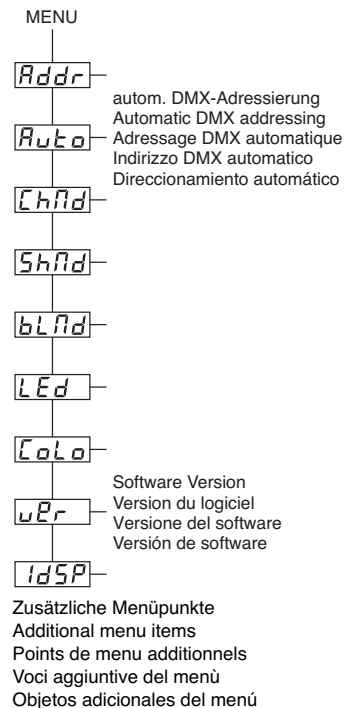 MENU
Addr
autom. DMX-Adressierung
Automatic DMX addressing
Auto
Adressage DMX automatique
Indirizzo DMX automatico
Direccionamiento automático
ChMd
ShMd
bLMd
LEd
CoLo
Software Version
Version du logiciel
vEr
Versione del software
Versión de software
IdSP
Zusätzliche Menüpunkte
Additional menu items
Points de menu additionnels
Voci aggiuntive del menù
Objetos adicionales del menú